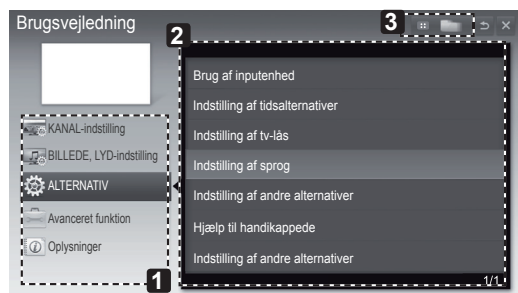 Brugsvejledning
3
2
Brug af inputenhed
Indstilling af tidsalternativer
Indstilling af tv-lås
Indstilling af sprog
Indstilling af andre alternativer
Hjælp til handikappede
Indstilling af andre alternativer
1/1
KANAL-indstilling
BILLEDE, LYD-indstilling
ALTERNATIV
Avanceret funktion
Oplysninger
1